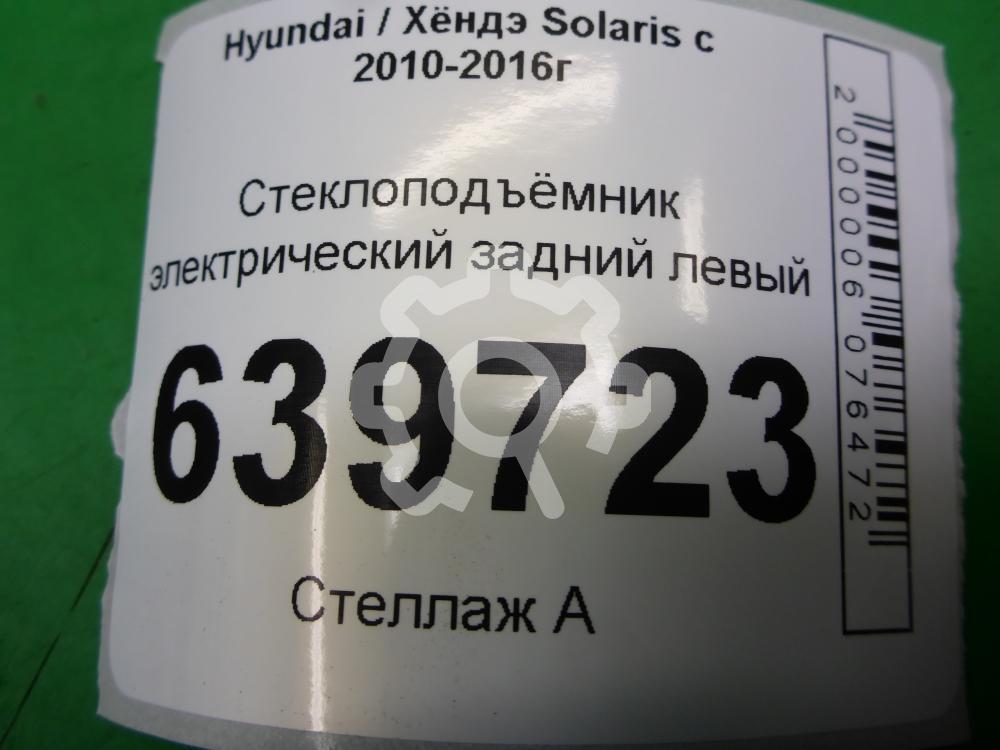 Hyundai / Хёндэ Solaris с
2010-2016г
Стеклоподъёмник
электрический задний левый
639723
Стеллаж А
2000006076472